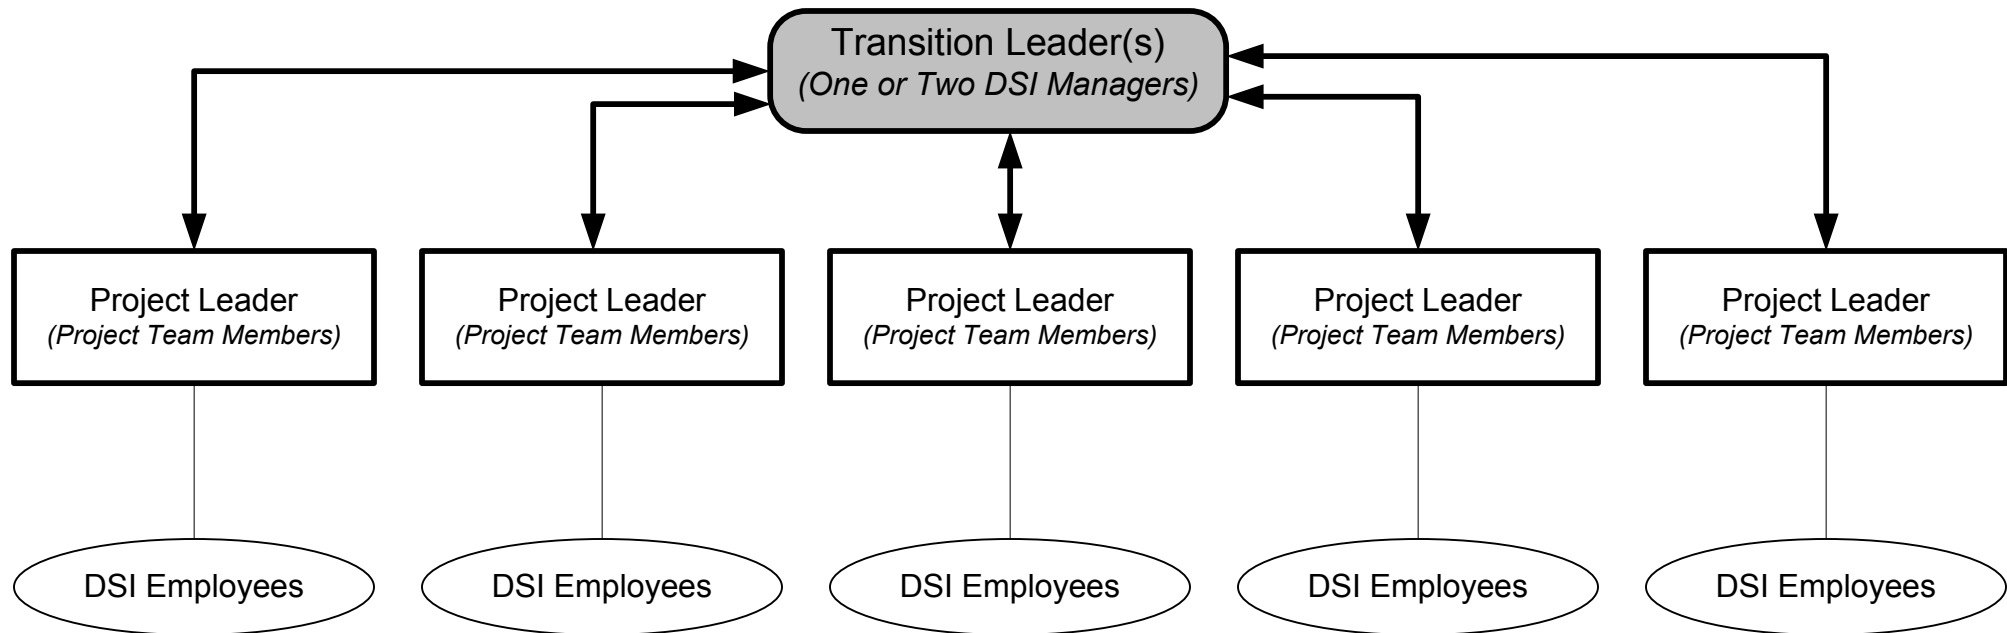 Transition Leader(s)
(One or Two DSI Managers)
Project Leader
(Project Team Members)
Project Leader
(Project Team Members)
Project Leader
(Project Team Members)
Project Leader
(Project Team Members)
Project Leader
(Project Team Members)
DSI Employees
DSI Employees
DSI Employees
DSI Employees
DSI Employees